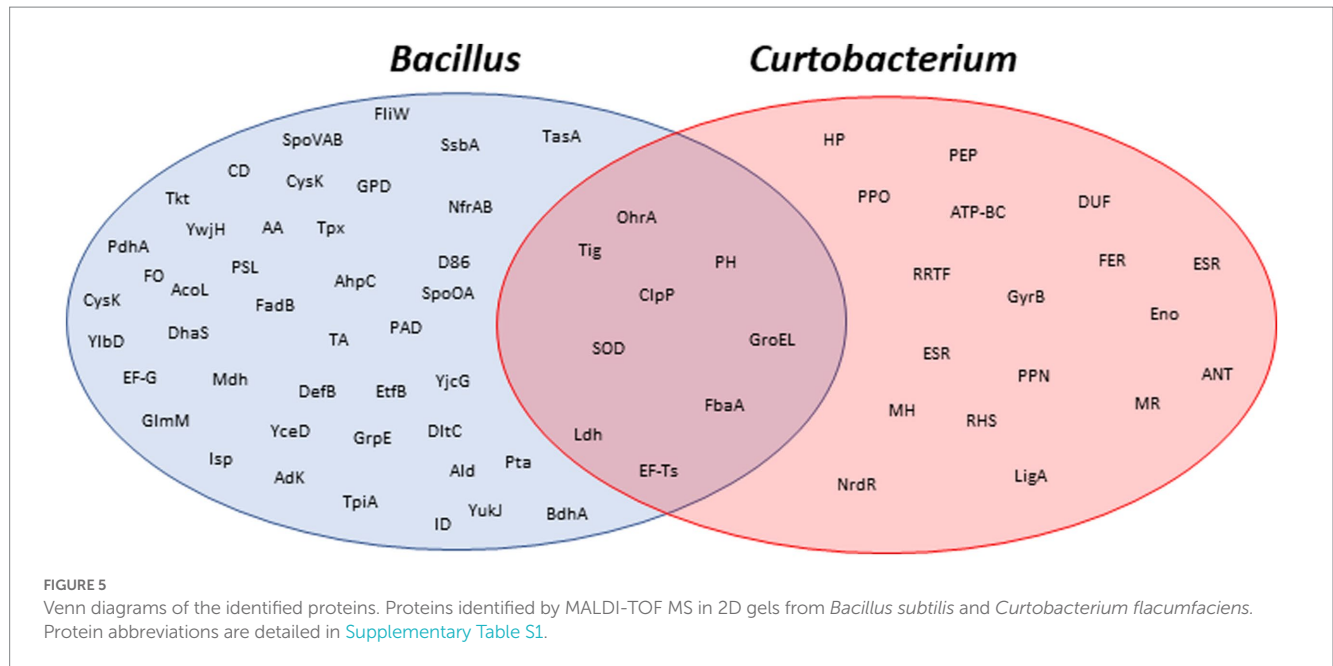 Bacillus Curtobacterium
FliW
SpoVAB SsbA TasA HP
CD PEP
CysK GPD
Tkt PPO DUF
NfrAB ATP-BC
YwjH AA Tpx OhrA
PdhA Tig
FO PSL D86 PH FER ESR
AcoL AhpC RRTF
CysK FadB SpoOA ClpP GyrB
YlbD DhaS TA PAD Eno
SOD GroEL
ESR
EF-G Mdh DefB EtfB YjcG PPN ANT
GlmM FbaA MH MR
YceD GrpE DltC Ldh RHS
Isp AdK Ald Pta EF-Ts NrdR LigA
TpiA ID YukJ BdhA
FIGURE 5
Venn diagrams of the identified proteins. Proteins identified by MALDI-TOF MS in 2D gels from Bacillus subtilis and Curtobacterium flacumfaciens.
Protein abbreviations are detailed in Supplementary Table S1.